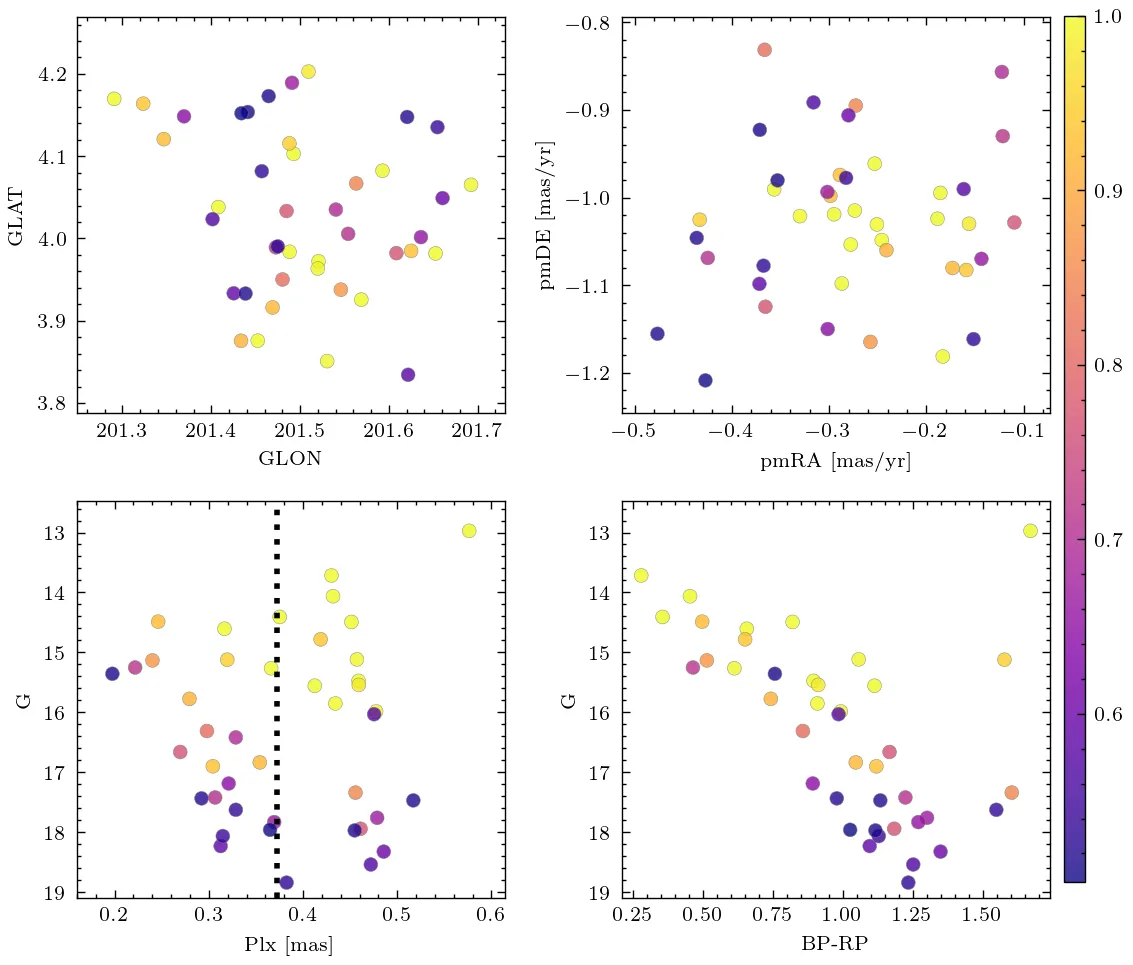 4.2
4.1
4.0
3.9
3.8
GLAT
201.3 201.4 201.5 201.6 201.7
GLON
−0.8
−0.9
−1.0
−1.1
−1.2
pmDE [mas/yr]
−0.5 −0.4 −0.3 −0.2 −0.1
pmRA [mas/yr]
1.0
0.9
0.8
0.7
0.6
13
14
15
16
17
18
19
G
0.2 0.3 0.4 0.5 0.6
Plx [mas]
13
14
15
16
17
18
19
G
0.25 0.50 0.75 1.00 1.25 1.50
BP-RP